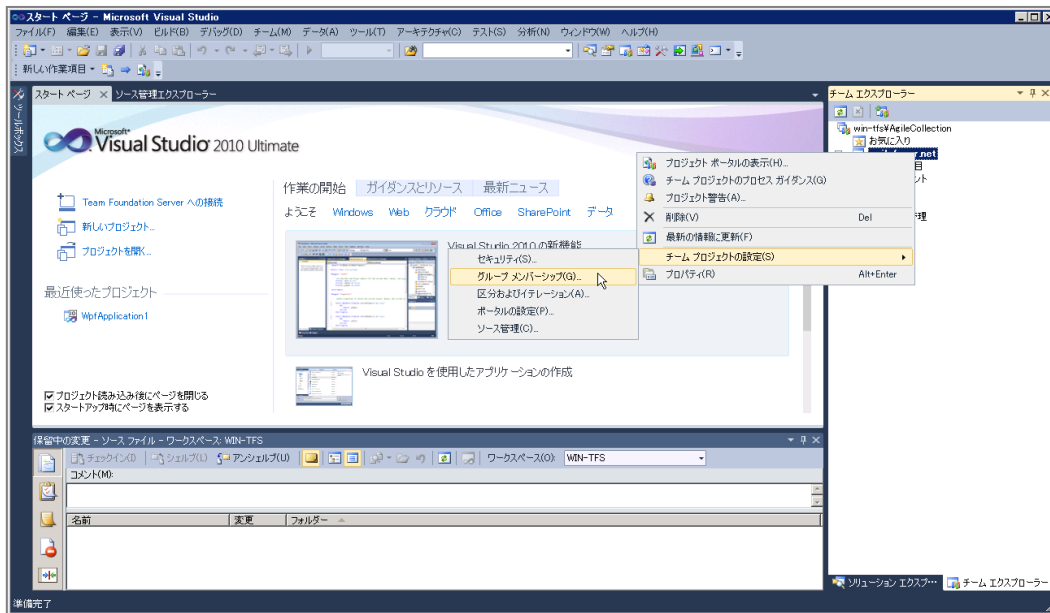 スタート ページ - Microsoft Visual Studio
ファイル(F) 編集(E) 表示(V) ビルド(B) デバッグ(D) チーム(M) データ(A) ツール(T) アーキテクチャ(C) テスト(S) 分析(N) ウィンドウ(W) ヘルプ(H)
新しい作業項目
ツールボックス
スタート ページ ソース管理エクスプローラー
Microsoft
Visual Studio 2010 Ultimate
Team Foundation Server への接続
新しいプロジェクト...
プロジェクトを開く...
最近使ったプロジェクト
WpfApplication1
プロジェクト読み込み後にページを閉じる
スタートアップ時にページを表示する
作業の開始 ガイダンスとリソース 最新ニュース
ようこそ Windows Web クラウド Office SharePoint データ
Visual Studio 2010 の新機能
セキュリティ(S)...
グループ メンバーシップ(G)...
区分およびイテレーション(A)...
ポータルの設定(P)...
ソース管理(C)...
Visual Studio を使用したアプリケーションの作成
プロジェクト ポータルの表示(H)...
チーム プロジェクトのプロセス ガイダンス(G)
プロジェクト警告(A)...
削除(V) Del
最新の情報に更新(F)
チーム プロジェクトの設定(S)
プロパティ(R) Alt+Enter
チーム エクスプローラー
win-tfs¥AgileCollection
お気に入り
目
ント
理
保留中の変更 - ソース ファイル - ワークスペース: WIN-TFS
チェックイン(I) シェルブ(L) アンシェルブ(U) ワークスペース(O): WIN-TFS
コメント(M):
名前 変更 フォルダー
ソリューション エクスプ… チーム エクスプローラー
準備完了